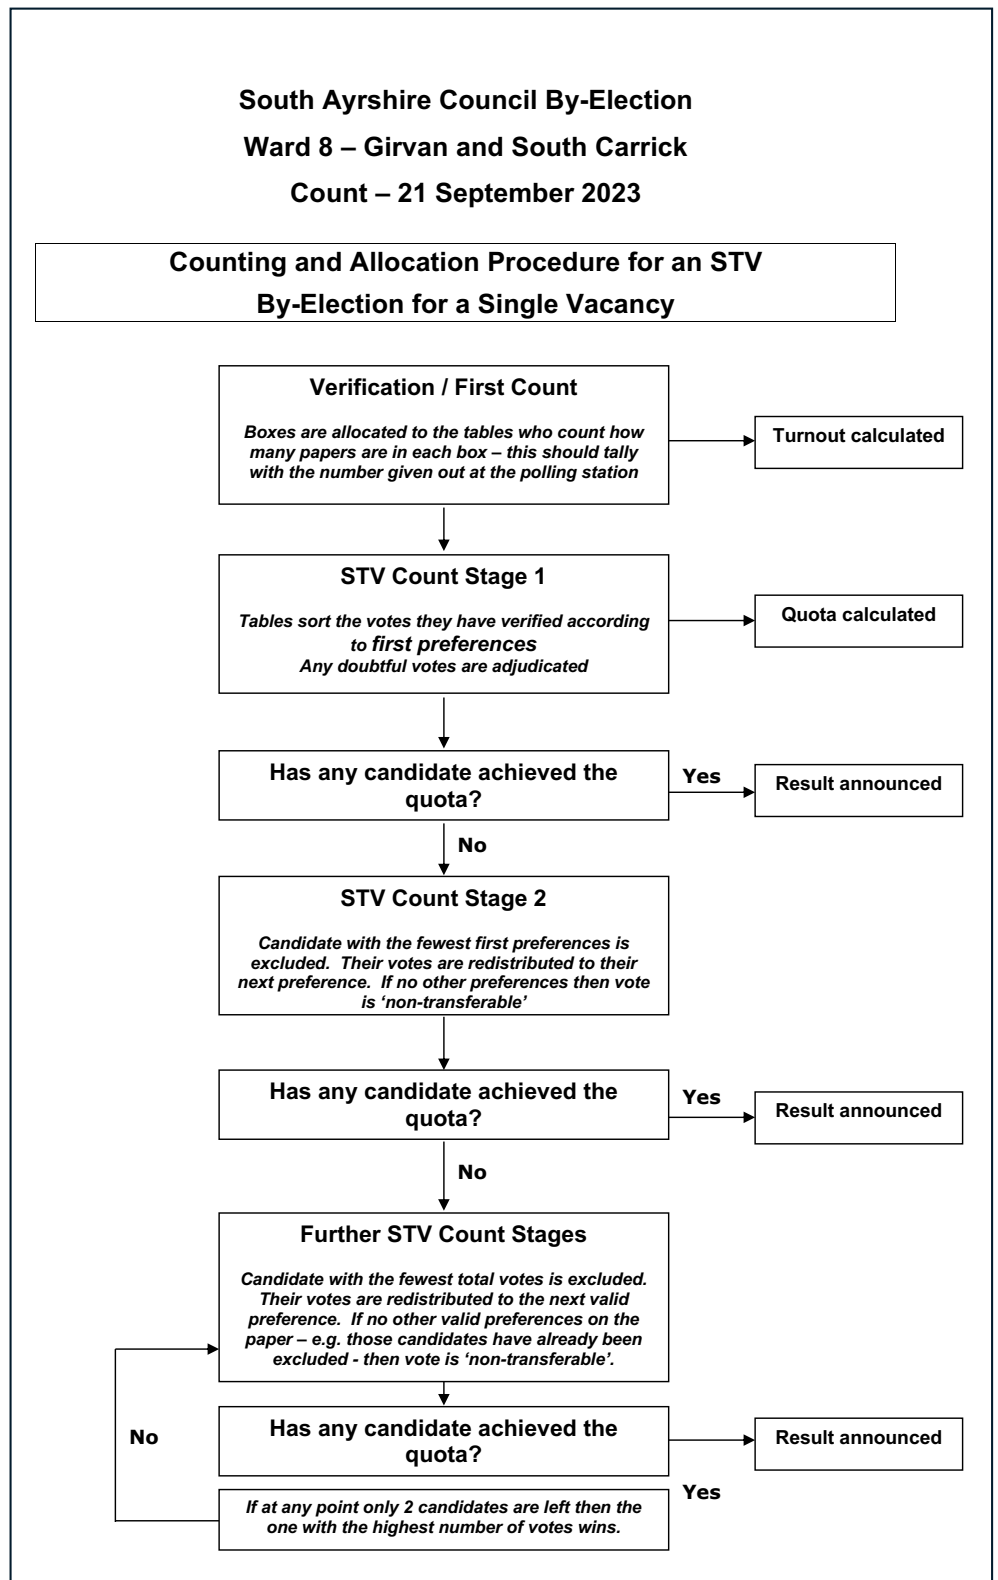 South Ayrshire Council By-Election
Ward 8 – Girvan and South Carrick
Count – 21 September 2023
Counting and Allocation Procedure for an STV
By-Election for a Single Vacancy
Verification / First Count
Boxes are allocated to the tables who count how
many papers are in each box – this should tally
with the number given out at the polling station
Turnout calculated
STV Count Stage 1
Tables sort the votes they have verified according
to first preferences
Any doubtful votes are adjudicated
Quota calculated
Has any candidate achieved the
quota?
Yes
Result announced
No
STV Count Stage 2
Candidate with the fewest first preferences is
excluded.  Their votes are redistributed to their
next preference.  If no other preferences then vote
is ‘non-transferable’
Has any candidate achieved the
quota?
Yes
Result announced
No
Further STV Count Stages
Candidate with the fewest total votes is excluded.
Their votes are redistributed to the next valid
preference.  If no other valid preferences on the
paper – e.g. those candidates have already been
excluded - then vote is ‘non-transferable’.
No
Has any candidate achieved the
quota?
Result announced
Yes
If at any point only 2 candidates are left then the
one with the highest number of votes wins.